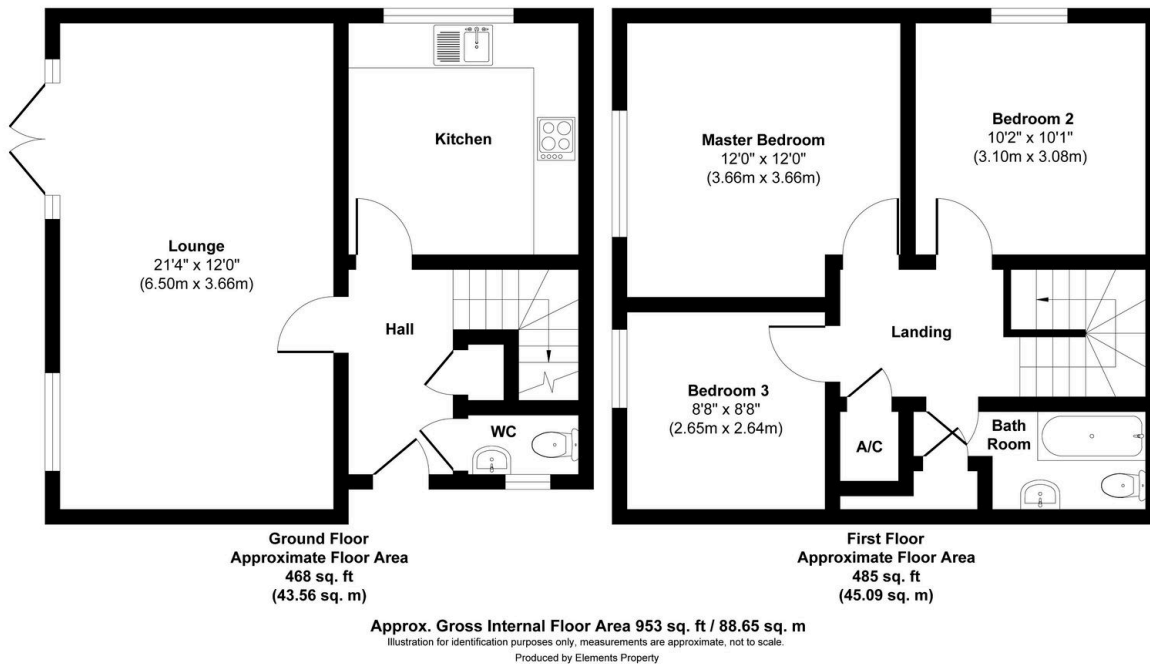 Lounge
21'4" x 12'0"
(6.50m x 3.66m)
Kitchen
Hall
WC
Ground Floor
Approximate Floor Area
468 sq. ft
(43.56 sq. m)
Master Bedroom
12'0" x 12'0"
(3.66m x 3.66m)
Bedroom 2
10'2" x 10'1"
(3.10m x 3.08m)
Landing
Bedroom 3
8'8" x 8'8"
(2.65m x 2.64m)
A/C
Bath
Room
First Floor
Approximate Floor Area
485 sq. ft
(45.09 sq. m)
Approx. Gross Internal Floor Area 953 sq. ft / 88.65 sq. m
Illustration for identification purposes only, measurements are approximate, not to scale.
Produced by Elements Property